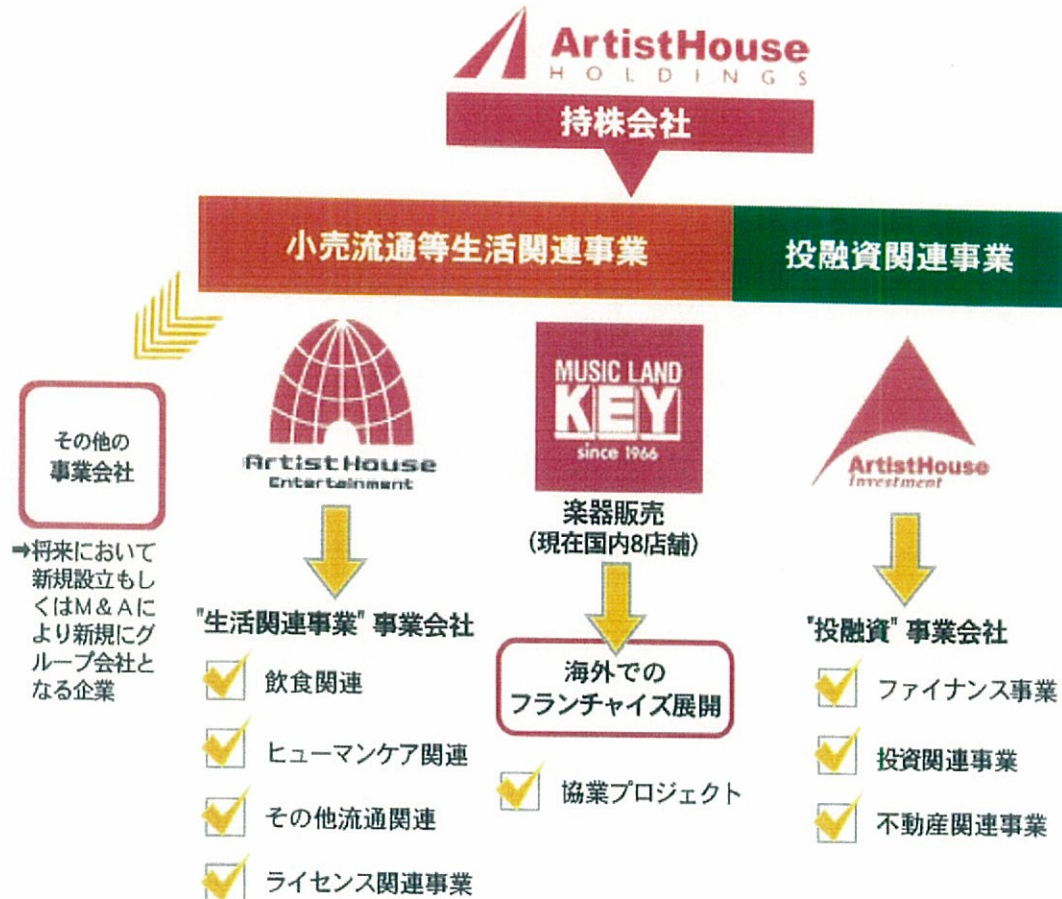 ArtistHouse
HOLDINGS
持株会社
小売流通等生活関連事業
投融資関連事業
その他の
事業会社
➡将来において
新規設立もし
くはM&Aに
より新規にグ
ループ会社と
なる企業
ArtistHouse
Entertainment
"生活関連事業" 事業会社
飲食関連
ヒューマンケア関連
その他流通関連
ライセンス関連事業
MUSIC LAND
KEY
since 1966
楽器販売
(現在国内8店舗)
海外での
フランチャイズ展開
協業プロジェクト
ArtistHouse
Investment
"投融資" 事業会社
ファイナンス事業
投資関連事業
不動産関連事業